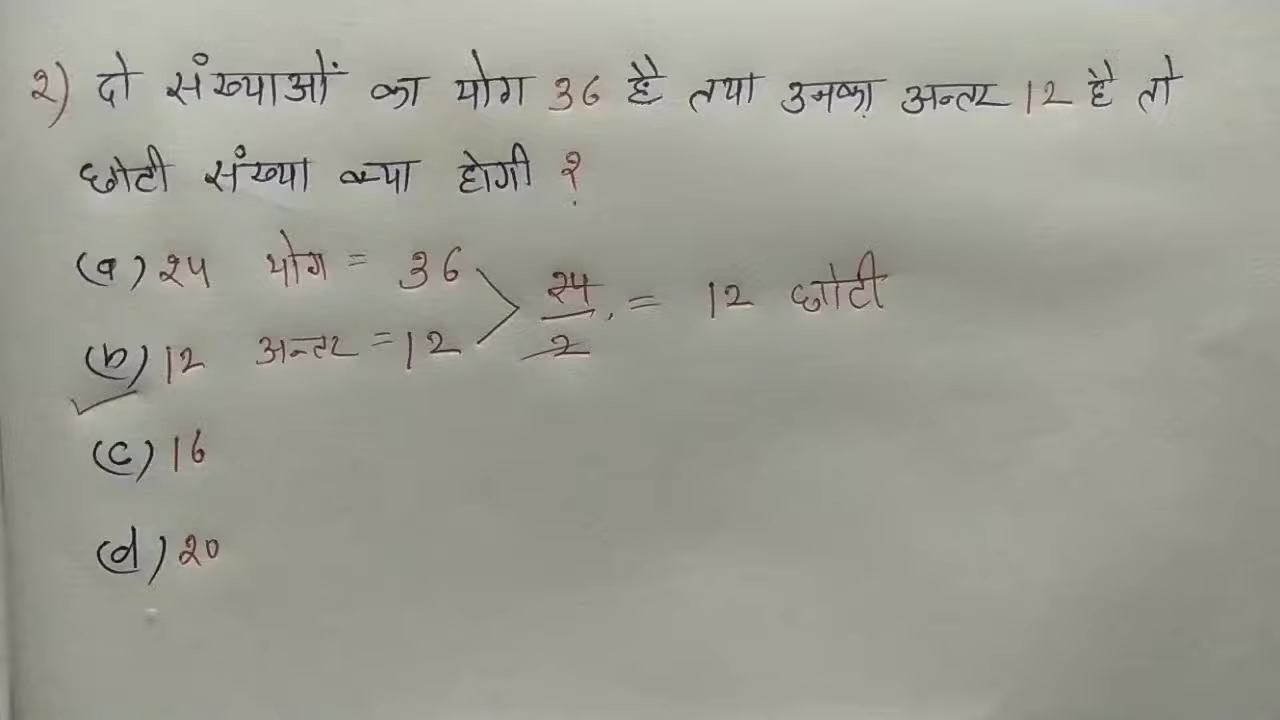 2) दो संख्याओं का योग 36 है तथा उनका अन्तर 12 है तो
छोटी संख्या क्या होगी ?
(a) 24 योग = 36
24/2 = 12 छोटी
(b) 12 अन्तर = 12
(c) 16
(d) 20